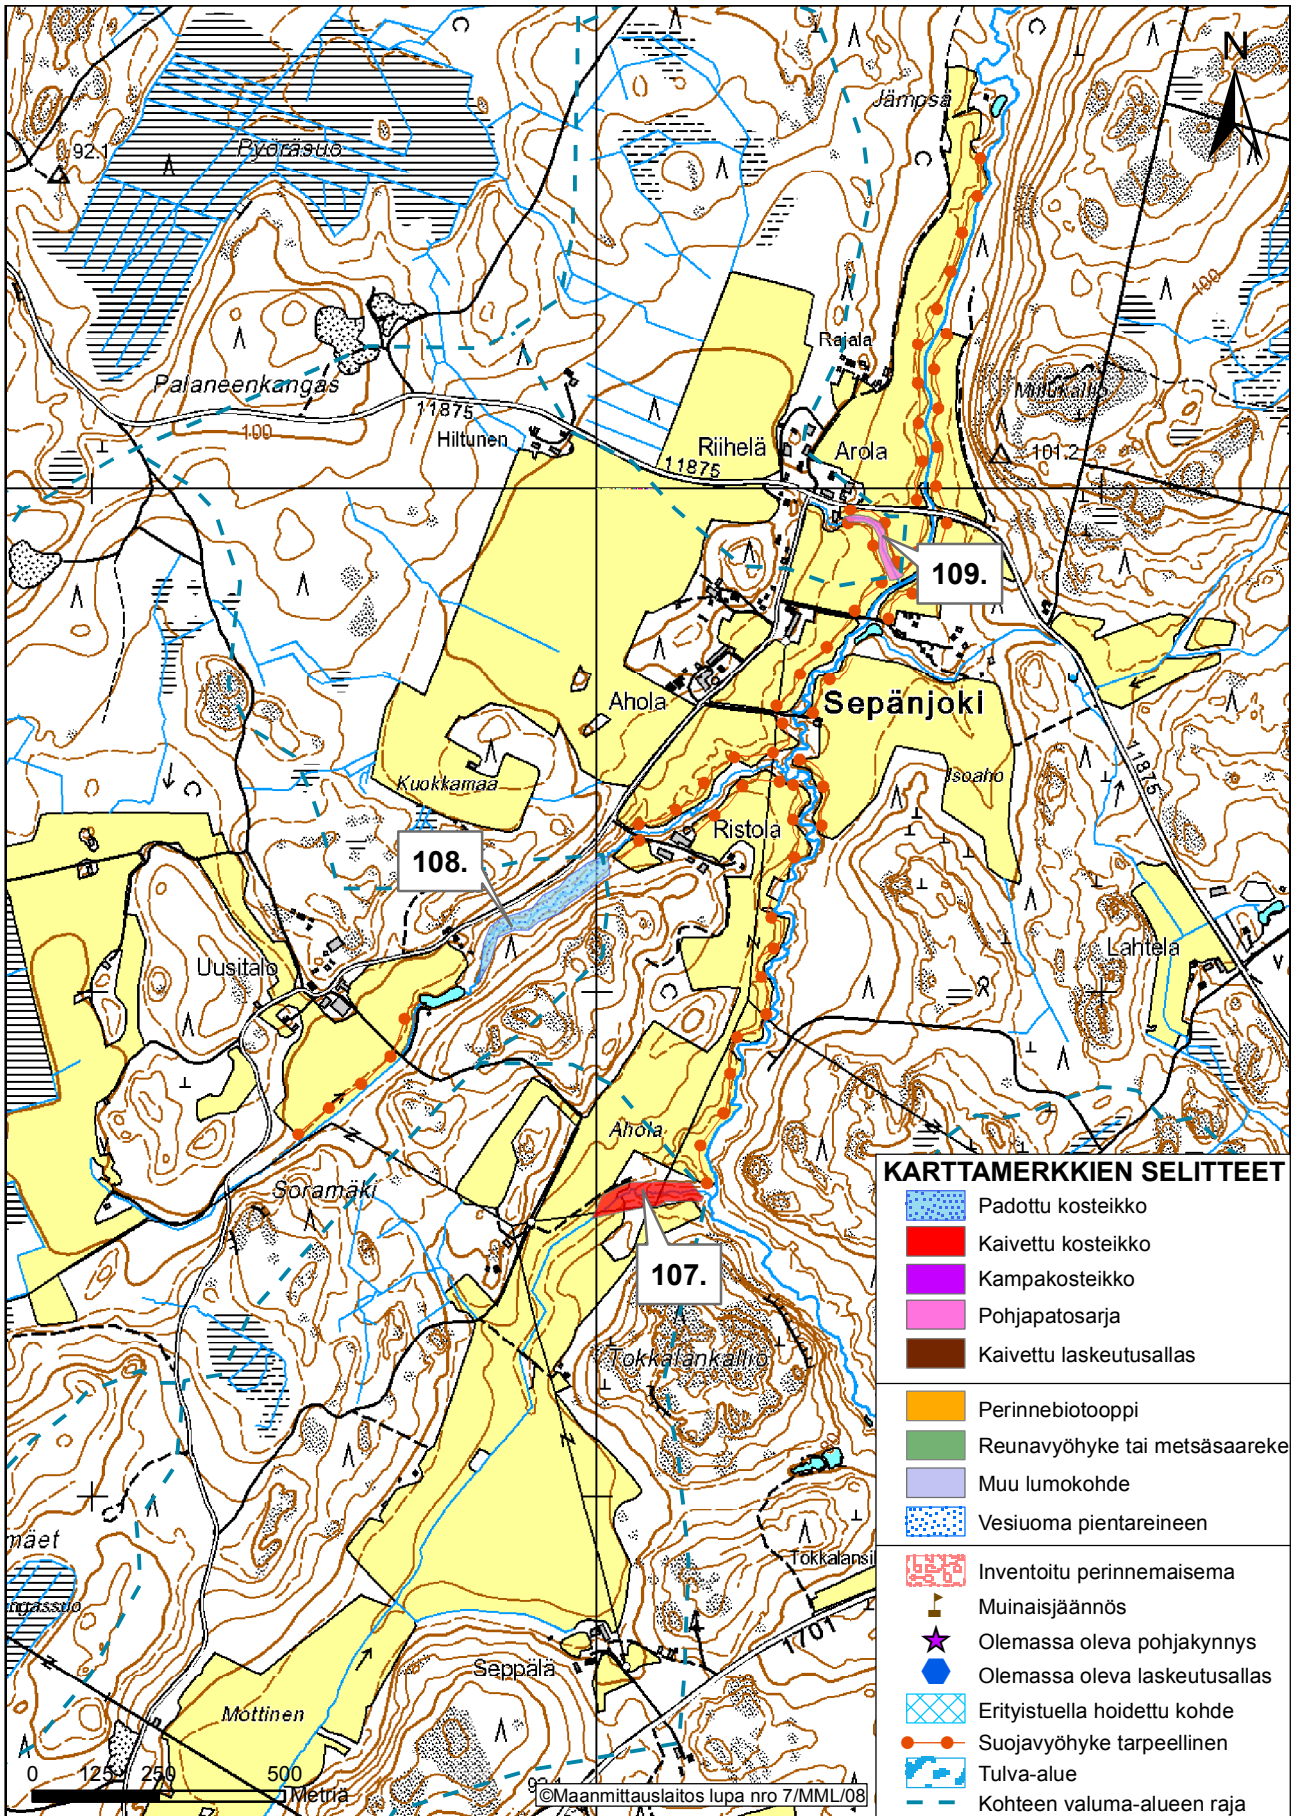 N
Jämpsä
Pyöräsuo
92.1
100
Rajala
Palaneenkangas
11875
Hiltunen
100
Riihelä
Arola
101.2
11875
109.
Ahola
Sepänjoki
Kuokkamaa
Isoaho
11875
Ristola
108.
Uusitalo
Lahtela
Ahola
Soramäki
107.
Tokkalankallio
mäet
Tokkalansi
1701
Seppälä
Mottinen
0 125 250 500
Metriä
©Maanmittauslaitos lupa nro 7/MML/08
KARTTAMERKKIEN SELITTEET
Padottu kosteikko
Kaivettu kosteikko
Kampakosteikko
Pohjapatosarja
Kaivettu laskeutusallas
Perinnebiotooppi
Reunavyöhyke tai metsäsaareke
Muu lumokohde
Vesiuoma pientareineen
Inventoitu perinnemaisema
Muinaisjäännös
Olemassa oleva pohjakynnys
Olemassa oleva laskeutusallas
Erityistuella hoidettu kohde
Suojavyöhyke tarpeellinen
Tulva-alue
Kohteen valuma-alueen raja